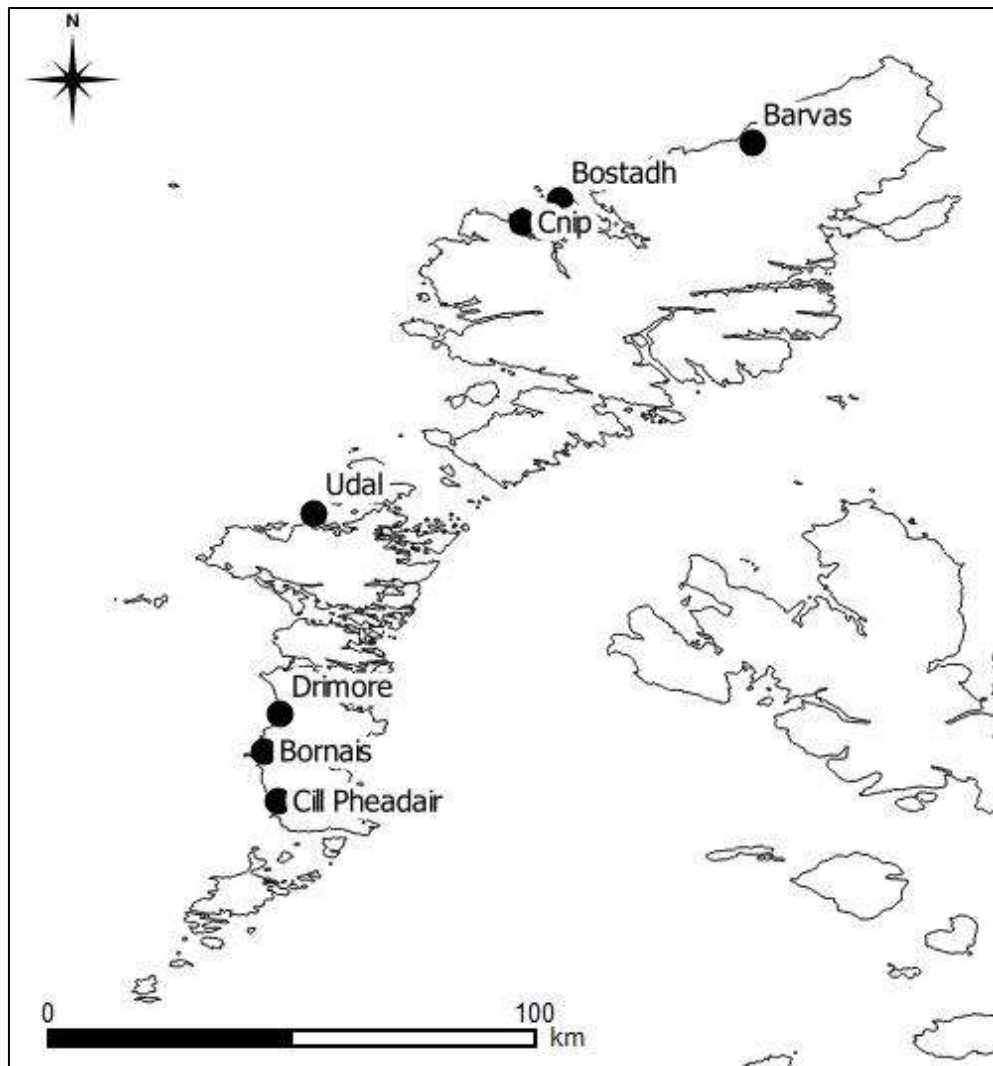 N
Barvas
Bostadh
Cnip
Udal
Drimore
Bornais
Cill Pheadair
0 100
km